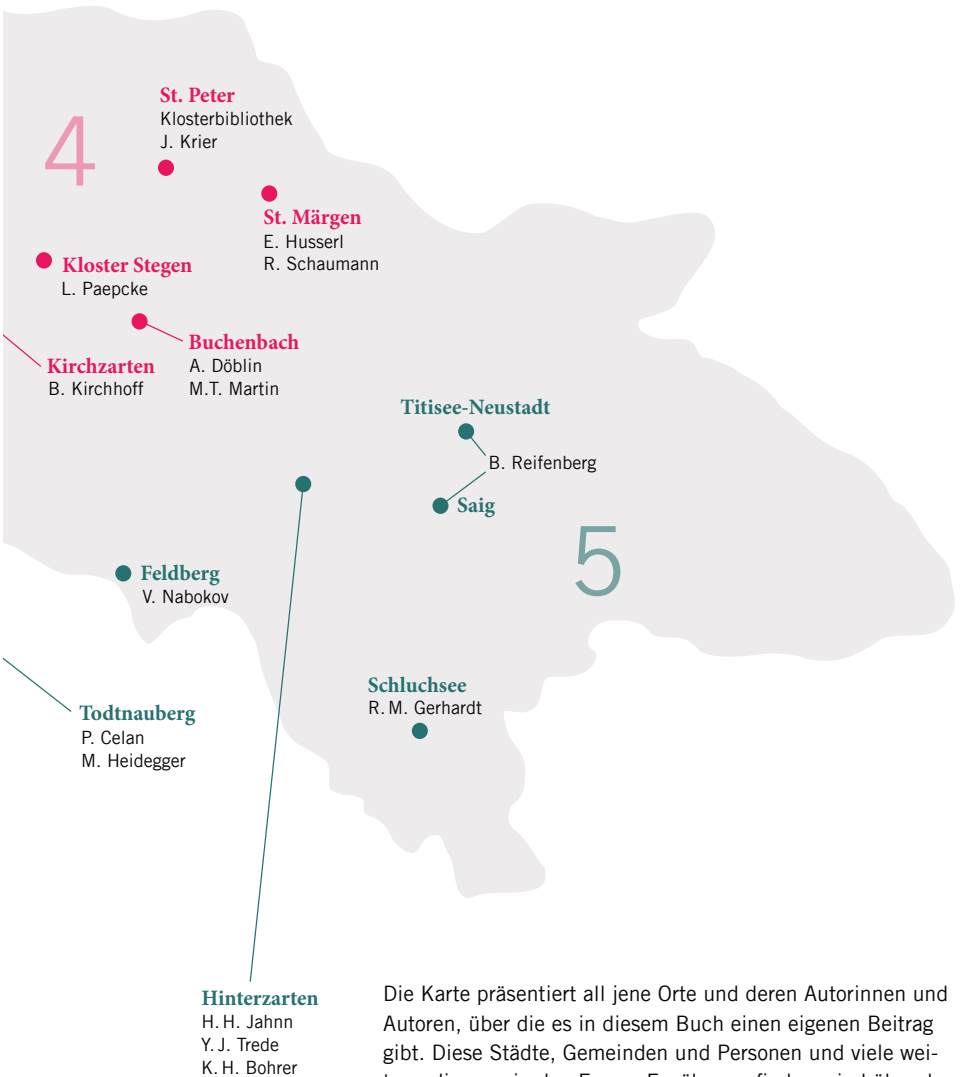 4
St. Peter
Klosterbibliothek
J. Krier
St. Märgen
E. Husserl
R. Schaumann
Kloster Stegen
L. Paepcke
Buchenbach
A. Döblin
M.T. Martin
Kirchzarten
B. Kirchhoff
Titisee-Neustadt
B. Reifenberg
Saig
5
Feldberg
V. Nabokov
Schluchsee
R. M. Gerhardt
Todtnauberg
P. Celan
M. Heidegger
Hinterzarten
H. H. Jahnn
Y. J. Trede
K. H. Bohrer
Die Karte präsentiert all jene Orte und deren Autorinnen und
Autoren, über die es in diesem Buch einen eigenen Beitrag
gibt. Diese Städte, Gemeinden und Personen und viele wei-